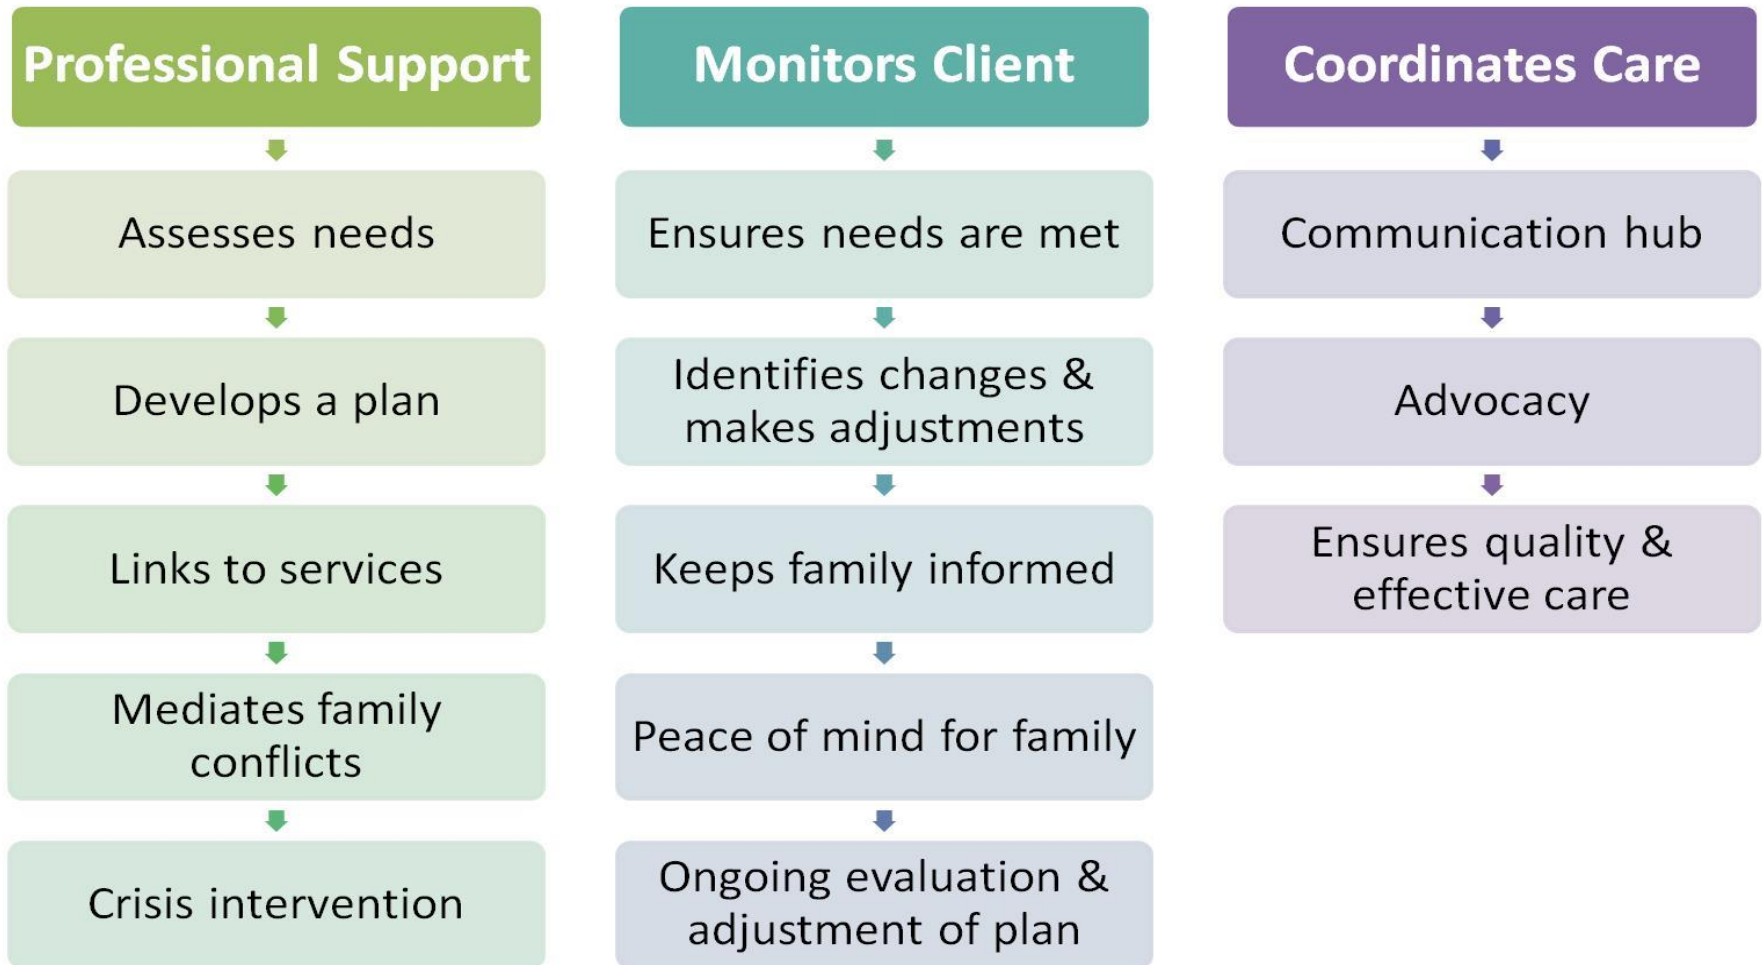 Professional Support
Assesses needs
Develops a plan
Links to services
Mediates family
conflicts
Crisis intervention
Monitors Client
Ensures needs are met
Identifies changes &
makes adjustments
Keeps family informed
Peace of mind for family
Ongoing evaluation &
adjustment of plan
Coordinates Care
Communication hub
Advocacy
Ensures quality &
effective care